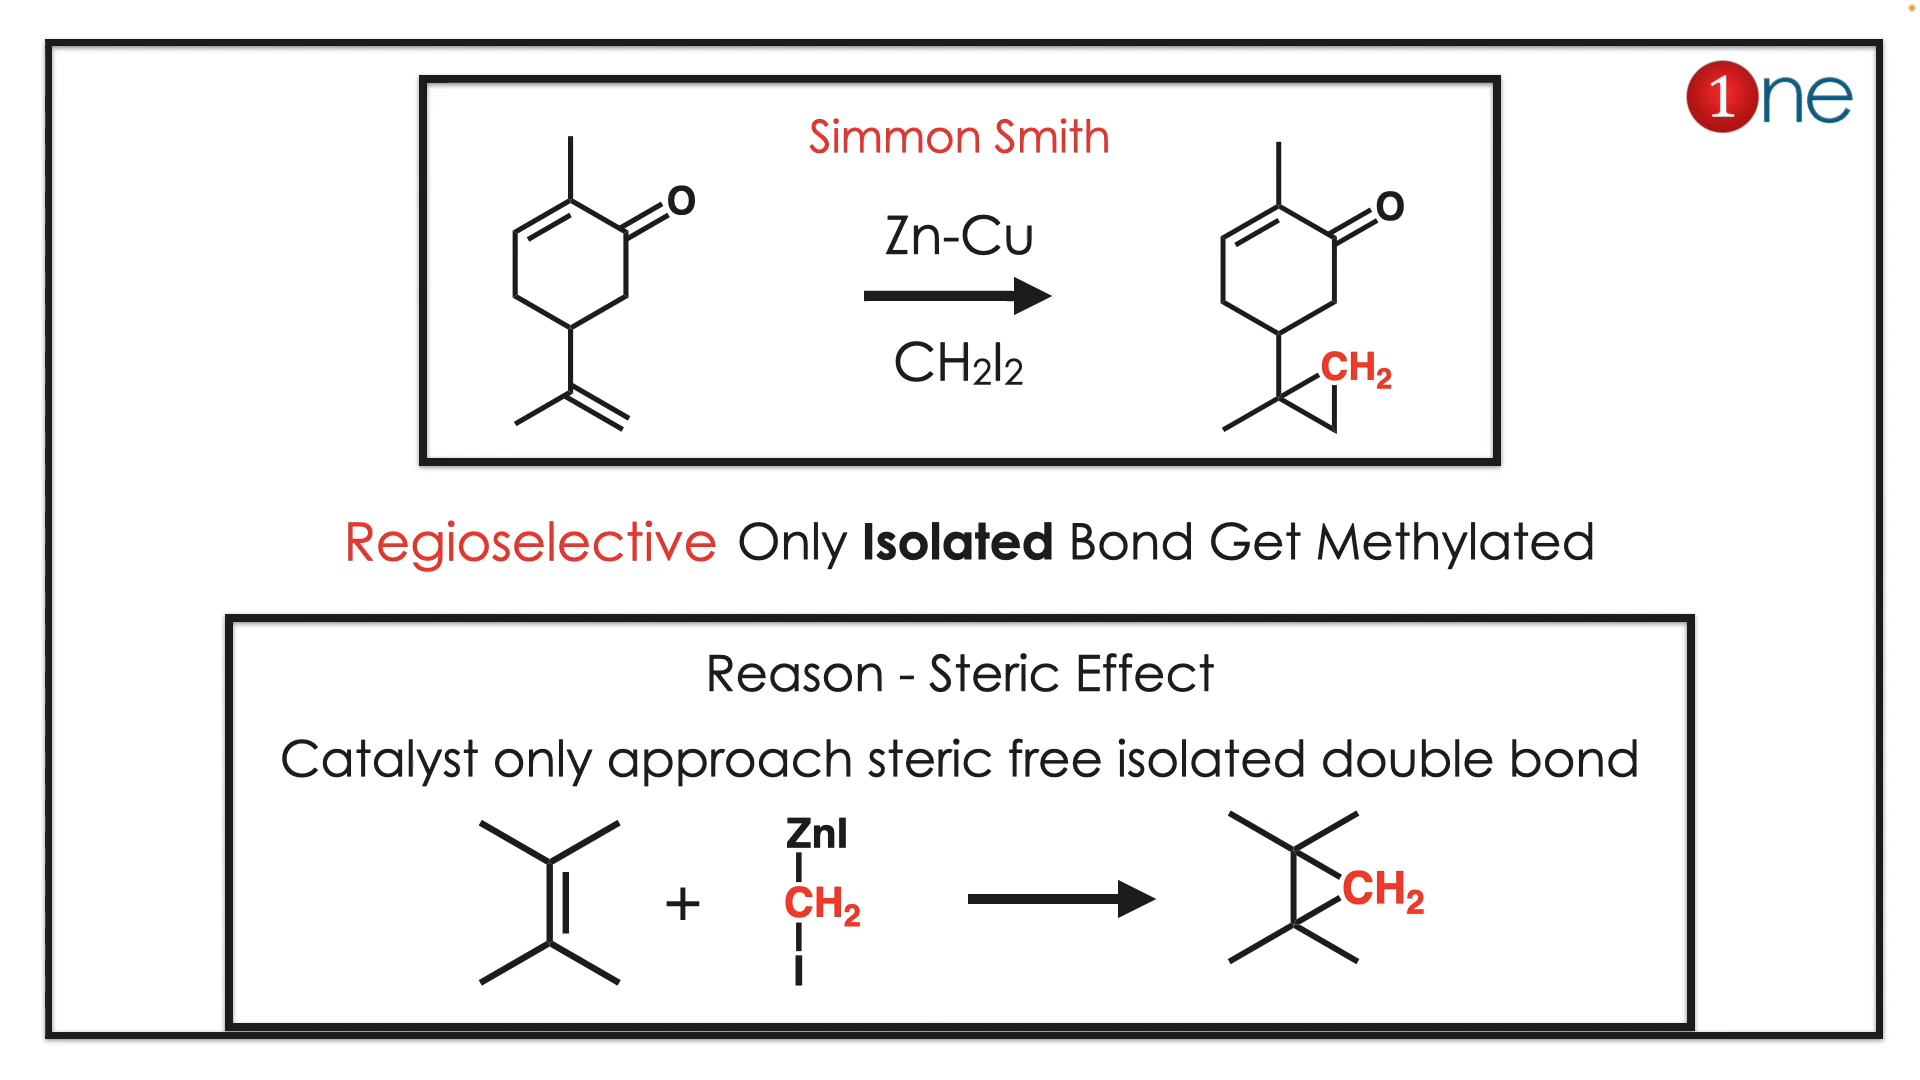 1ne
Simmon Smith
O
O
Zn-Cu
CH2I2
CH2
Regioselective Only Isolated Bond Get Methylated
Reason - Steric Effect
Catalyst only approach steric free isolated double bond
ZnI
+
CH2
I
CH2